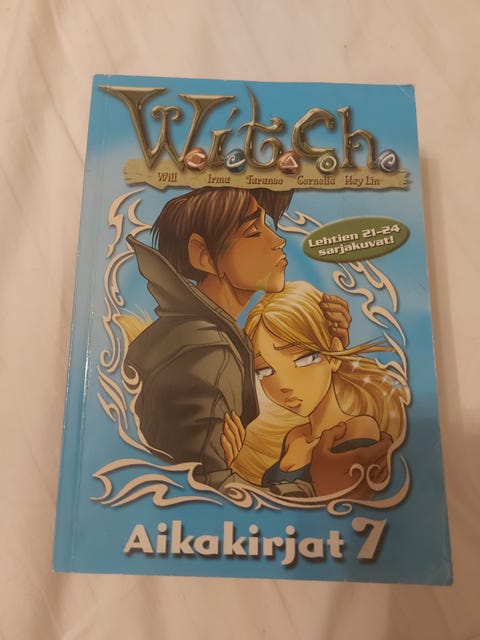 W.i.t.c.h.
Will Irma Taranee Cornelia Hay Lin
Lehtien 21-24
sarjakuvat!
Aikakirjat 7